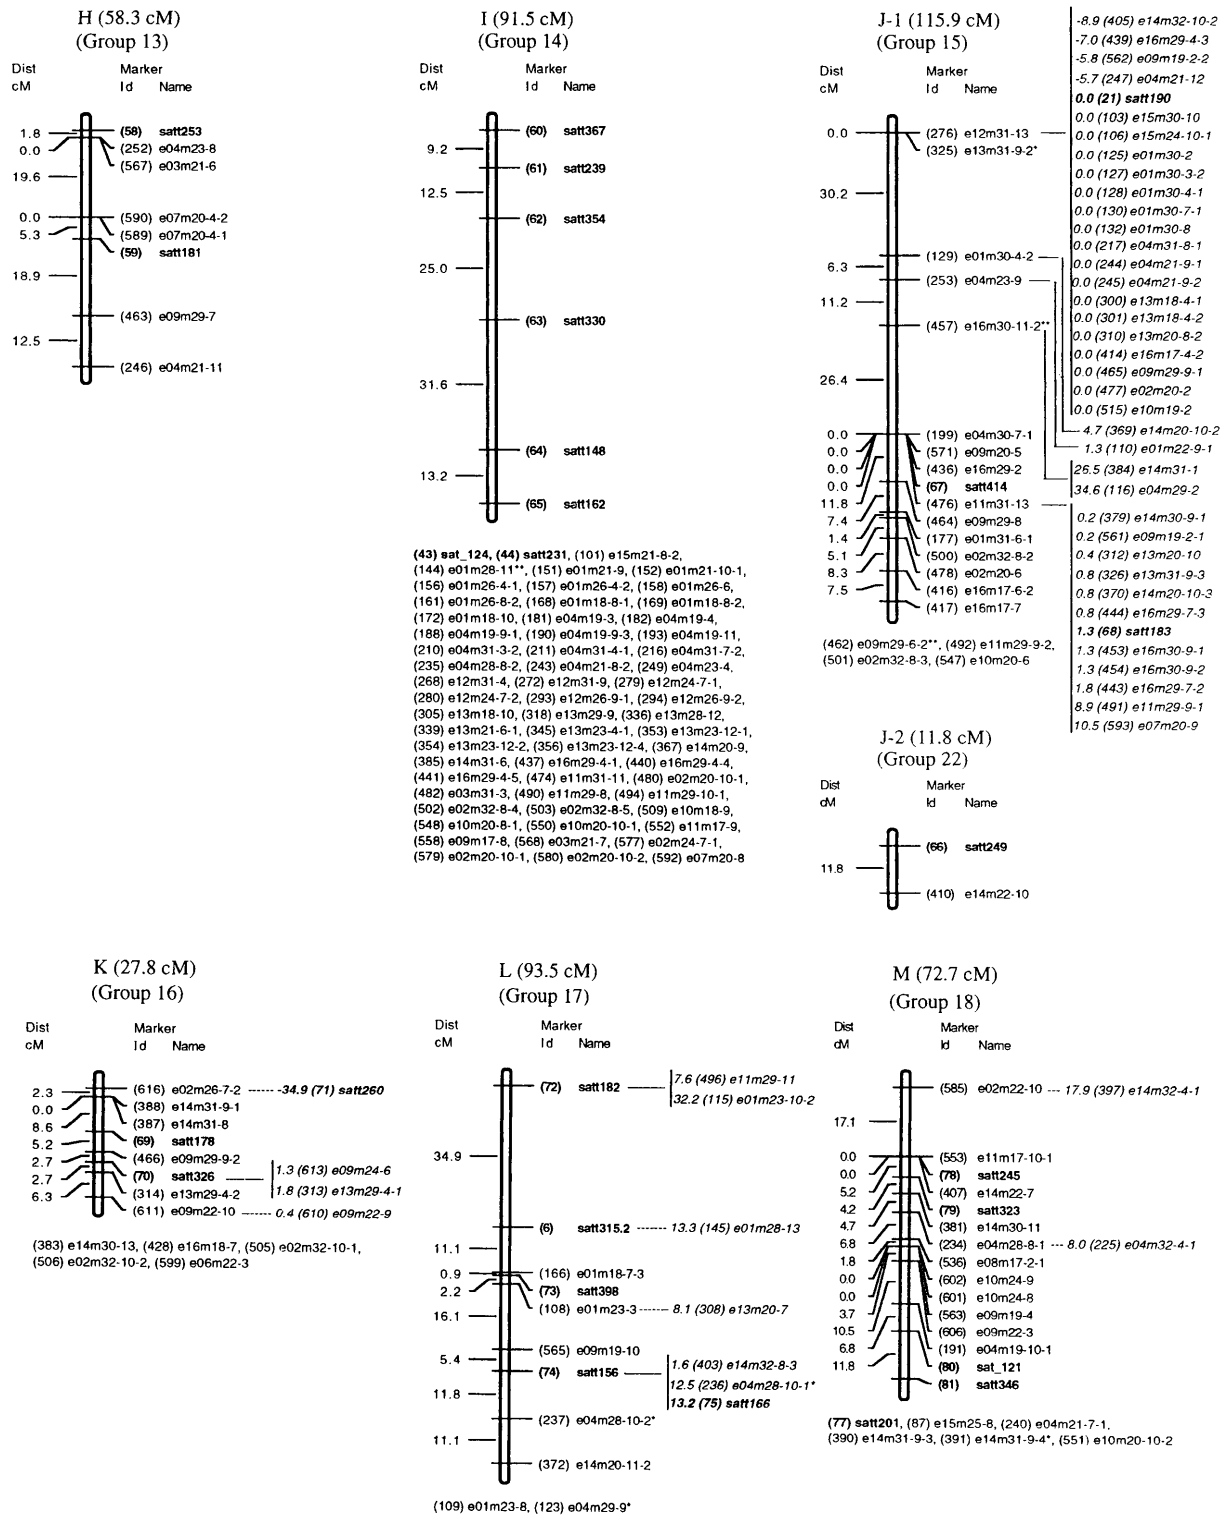 H (58.3 cM)
(Group 13)
Dist Marker
cM Id Name
1.8
0.0
19.6
0.0
5.3
18.9
12.5
(58) satt253
(252) e04m23-8
(567) e03m21-6
(590) e07m20-4-2
(589) e07m20-4-1
(59) satt181
(463) e09m29-7
(246) e04m21-11
I (91.5 cM)
(Group 14)
Dist Marker
cM Id Name
9.2
12.5
25.0
31.6
13.2
(60) satt367
(61) satt239
(62) satt354
(63) satt330
(64) satt148
(65) satt162
(43) sat_124, (44) satt231, (101) e15m21-8-2,
(144) e01m28-11**, (151) e01m21-9, (152) e01m21-10-1,
(156) e01m26-4-1, (157) e01m26-4-2, (158) e01m26-6,
(161) e01m26-8-2, (168) e01m18-8-1, (169) e01m18-8-2,
(172) e01m18-10, (181) e04m19-3, (182) e04m19-4,
(188) e04m19-9-1, (190) e04m19-9-3, (193) e04m19-11,
(210) e04m31-3-2, (211) e04m31-4-1, (216) e04m31-7-2,
(235) e04m28-8-2, (243) e04m21-8-2, (249) e04m23-4,
(268) e12m31-4, (272) e12m31-9, (279) e12m24-7-1,
(280) e12m24-7-2, (293) e12m26-9-1, (294) e12m26-9-2,
(305) e13m18-10, (318) e13m29-9, (336) e13m28-12,
(339) e13m21-6-1, (345) e13m23-4-1, (353) e13m23-12-1,
(354) e13m23-12-2, (356) e13m23-12-4, (367) e14m20-9,
(385) e14m31-6, (437) e16m29-4-1, (440) e16m29-4-4,
(441) e16m29-4-5, (474) e11m31-11, (480) e02m20-10-1,
(482) e03m31-3, (490) e11m29-8, (494) e11m29-10-1,
(502) e02m32-8-4, (503) e02m32-8-5, (509) e10m18-9,
(548) e10m20-8-1, (550) e10m20-10-1, (552) e11m17-9,
(558) e09m17-8, (568) e03m21-7, (577) e02m24-7-1,
(579) e02m20-10-1, (580) e02m20-10-2, (592) e07m20-8
J-1 (115.9 cM)
(Group 15)
Dist Marker
cM Id Name
0.0
30.2
6.3
11.2
26.4
0.0
0.0
0.0
0.0
11.8
7.4
1.4
5.1
8.3
7.5
(276) e12m31-13
(325) e13m31-9-2*
(129) e01m30-4-2
(253) e04m23-9
(457) e16m30-11-2**
(199) e04m30-7-1
(571) e09m20-5
(436) e16m29-2
(67) satt414
(476) e11m31-13
(464) e09m29-8
(177) e01m31-6-1
(500) e02m32-8-2
(478) e02m20-6
(416) e16m17-6-2
(417) e16m17-7
(462) e09m29-6-2**, (492) e11m29-9-2,
(501) e02m32-8-3, (547) e10m20-6
-8.9 (405) e14m32-10-2
-7.0 (439) e16m29-4-3
-5.8 (562) e09m19-2-2
-5.7 (247) e04m21-12
0.0 (21) satt190
0.0 (103) e15m30-10
0.0 (106) e15m24-10-1
0.0 (125) e01m30-2
0.0 (127) e01m30-3-2
0.0 (128) e01m30-4-1
0.0 (130) e01m30-7-1
0.0 (132) e01m30-8
0.0 (217) e04m31-8-1
0.0 (244) e04m21-9-1
0.0 (245) e04m21-9-2
0.0 (300) e13m18-4-1
0.0 (301) e13m18-4-2
0.0 (310) e13m20-8-2
0.0 (414) e16m17-4-2
0.0 (465) e09m29-9-1
0.0 (477) e02m20-2
0.0 (515) e10m19-2
4.7 (369) e14m20-10-2
1.3 (110) e01m22-9-1
26.5 (384) e14m31-1
34.6 (116) e04m29-2
0.2 (379) e14m30-9-1
0.2 (561) e09m19-2-1
0.4 (312) e13m20-10
0.8 (326) e13m31-9-3
0.8 (370) e14m20-10-3
0.8 (444) e16m29-7-3
1.3 (68) satt183
1.3 (453) e16m30-9-1
1.3 (454) e16m30-9-2
1.8 (443) e16m29-7-2
8.9 (491) e11m29-9-1
10.5 (593) e07m20-9
J-2 (11.8 cM)
(Group 22)
Dist Marker
cM Id Name
11.8
(66) satt249
(410) e14m22-10
K (27.8 cM)
(Group 16)
Dist Marker
cM Id Name
2.3
0.0
8.6
5.2
2.7
2.7
6.3
(616) e02m26-7-2 ------ -34.9 (71) satt260
(388) e14m31-9-1
(387) e14m31-8
(69) satt178
(466) e09m29-9-2
(70) satt326
(314) e13m29-4-2
(611) e09m22-10 ------ 0.4 (610) e09m22-9
1.3 (613) e09m24-6
1.8 (313) e13m29-4-1
(383) e14m30-13, (428) e16m18-7, (505) e02m32-10-1,
(506) e02m32-10-2, (599) e06m22-3
L (93.5 cM)
(Group 17)
Dist Marker
cM Id Name
34.9
11.1
0.9
2.2
16.1
5.4
11.8
11.1
(72) satt182
7.6 (496) e11m29-11
32.2 (115) e01m23-10-2
(6) satt315.2 ------ 13.3 (145) e01m28-13
(166) e01m18-7-3
(73) satt398
(108) e01m23-3 ------ 8.1 (308) e13m20-7
(565) e09m19-10
(74) satt156
1.6 (403) e14m32-8-3
12.5 (236) e04m28-10-1*
13.2 (75) satt166
(237) e04m28-10-2*
(372) e14m20-11-2
(109) e01m23-8, (123) e04m29-9*
M (72.7 cM)
(Group 18)
Dist Marker
cM Id Name
17.1
0.0
0.0
5.2
4.2
4.7
6.8
1.8
0.0
0.0
3.7
10.5
6.8
11.8
(585) e02m22-10 --- 17.9 (397) e14m32-4-1
(553) e11m17-10-1
(78) satt245
(407) e14m22-7
(79) satt323
(381) e14m30-11
(234) e04m28-8-1 --- 8.0 (225) e04m32-4-1
(536) e08m17-2-1
(602) e10m24-9
(601) e10m24-8
(563) e09m19-4
(606) e09m22-3
(191) e04m19-10-1
(80) sat_121
(81) satt346
(77) satt201, (87) e15m25-8, (240) e04m21-7-1,
(390) e14m31-9-3, (391) e14m31-9-4*, (551) e10m20-10-2